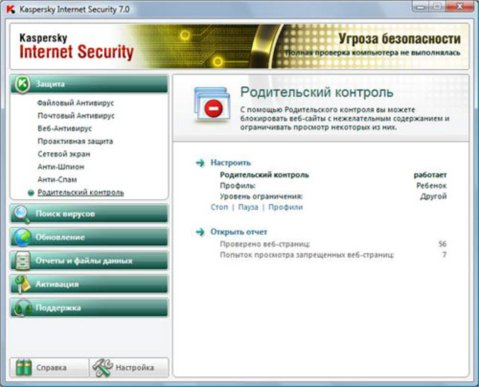 Kaspersky Internet Security 7.0
Kaspersky
Internet Security
Угроза безопасности
Полная проверка компьютера не выполнялась
Защита
Файловый Антивирус
Почтовый Антивирус
Веб-Антивирус
Проактивная защита
Сетевой экран
Анти-Шпион
Анти-Спам
Родительский контроль
Поиск вирусов
Обновление
Отчеты и файлы данных
Активация
Поддержка
Справка
Настройка
Родительский контроль
С помощью Родительского контроля вы можете
блокировать веб-сайты с нежелательным содержанием и
ограничивать просмотр некоторых из них.
Настроить
Родительский контроль работает
Профиль: Ребенок
Уровень ограничения: Другой
Стоп | Пауза | Профили
Открыть отчет
Проверено веб-страниц: 56
Попыток просмотра запрещенных веб-страниц: 7